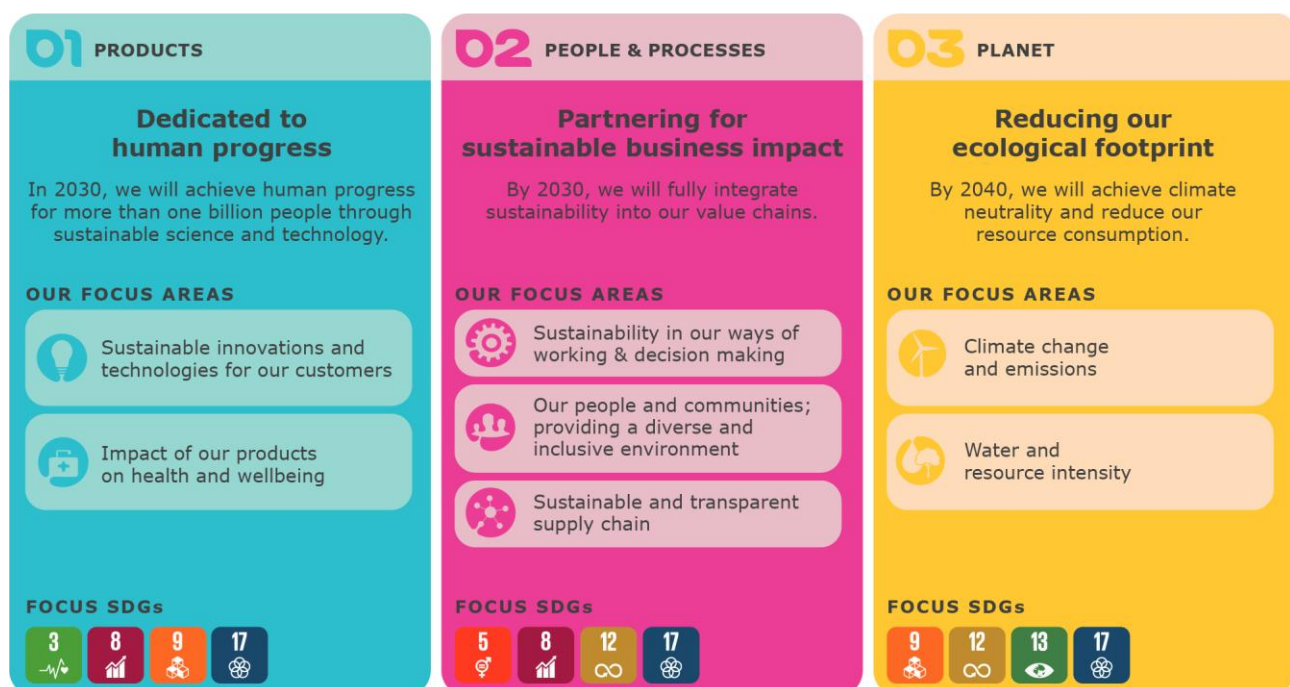 01 PRODUCTS
Dedicated to
human progress
In 2030, we will achieve human progress
for more than one billion people through
sustainable science and technology.
OUR FOCUS AREAS
Sustainable innovations and
technologies for our customers
Impact of our products
on health and wellbeing
FOCUS SDGs
3 8 9 17
02 PEOPLE & PROCESSES
Partnering for
sustainable business impact
By 2030, we will fully integrate
sustainability into our value chains.
OUR FOCUS AREAS
Sustainability in our ways of
working & decision making
Our people and communities;
providing a diverse and
inclusive environment
Sustainable and transparent
supply chain
FOCUS SDGs
5 8 12 17
03 PLANET
Reducing our
ecological footprint
By 2040, we will achieve climate
neutrality and reduce our
resource consumption.
OUR FOCUS AREAS
Climate change
and emissions
Water and
resource intensity
FOCUS SDGs
9 12 13 17